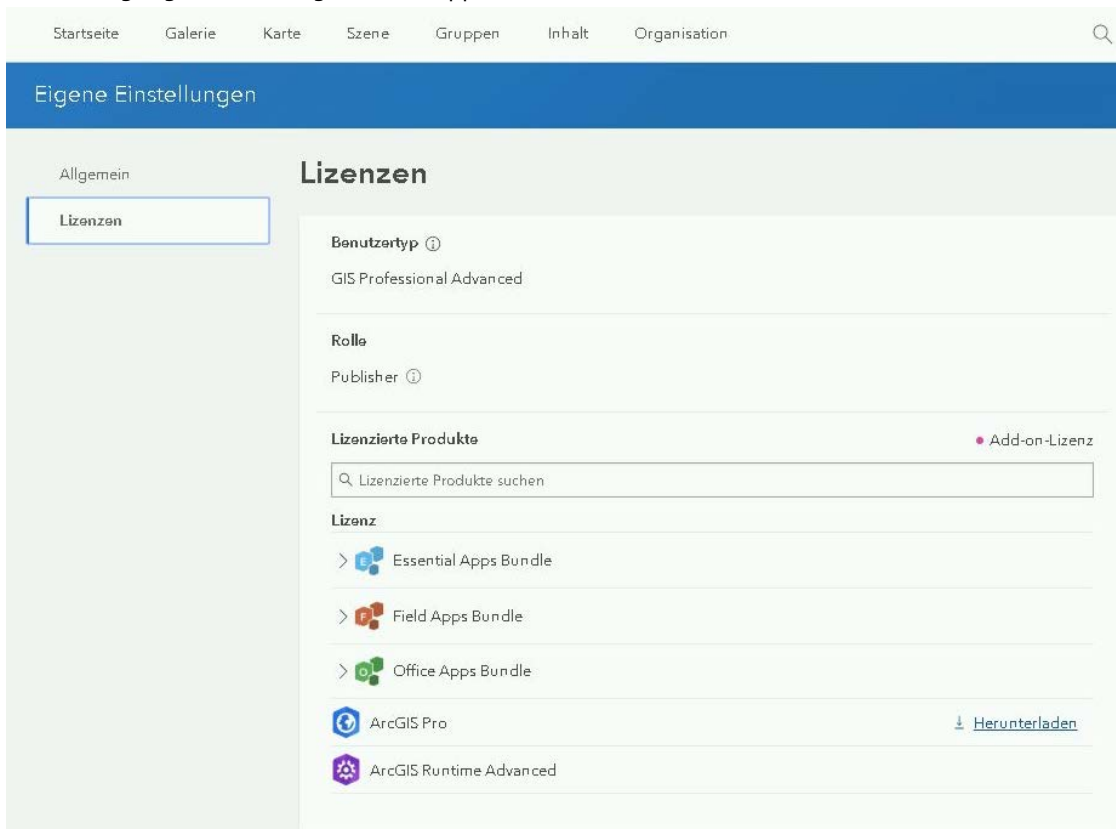 Startseite Galerie Karte Szene Gruppen Inhalt Organisation
Eigene Einstellungen
Allgemein
Lizenzen
Lizenzen
Benutzertyp
GIS Professional Advanced
Rolle
Publisher
Lizenzierte Produkte
Add-on-Lizenz
Lizenzierte Produkte suchen
Lizenz
Essential Apps Bundle
Field Apps Bundle
Office Apps Bundle
ArcGIS Pro
Herunterladen
ArcGIS Runtime Advanced